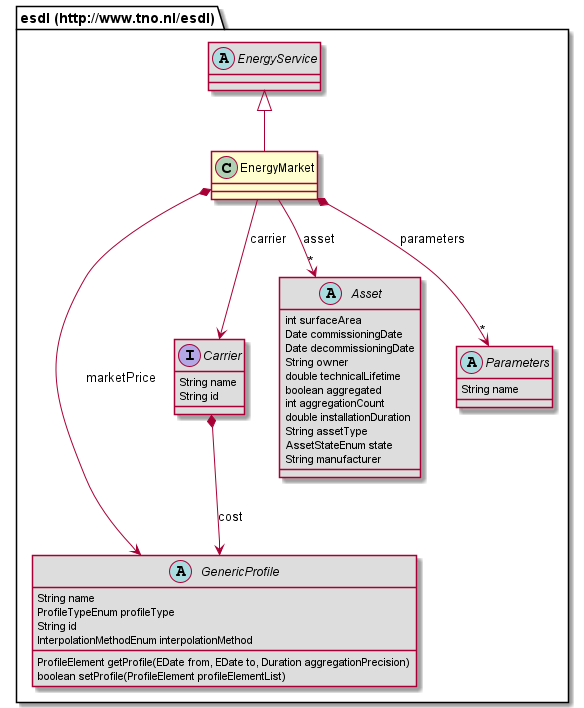 esdl (http://www.tno.nl/esdl)
A EnergyService
C EnergyMarket
carrier
asset
parameters
*
A Asset
int surfaceArea
Date commissioningDate
Date decommissioningDate
String owner
double technicalLifetime
boolean aggregated
int aggregationCount
double installationDuration
String assetType
AssetStateEnum state
String manufacturer
*
I Carrier
String name
String id
A Parameters
String name
marketPrice
cost
A GenericProfile
String name
ProfileTypeEnum profileType
String id
InterpolationMethodEnum interpolationMethod
ProfileElement getProfile(EDate from, EDate to, Duration aggregationPrecision)
boolean setProfile(ProfileElement profileElementList)